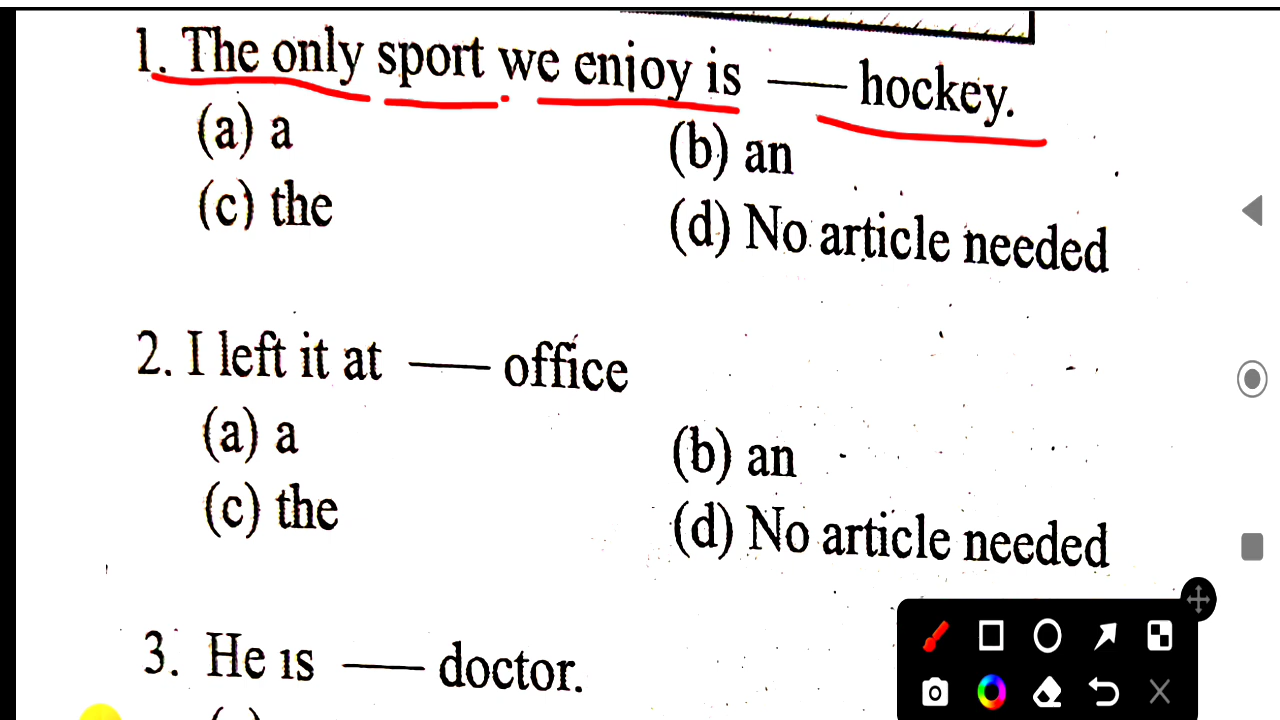 1. The only sport we enjoy is — hockey.
(a) a (b) an
(c) the (d) No article needed
2. I left it at — office
(a) a (b) an
(c) the (d) No article needed
3. He is — doctor.